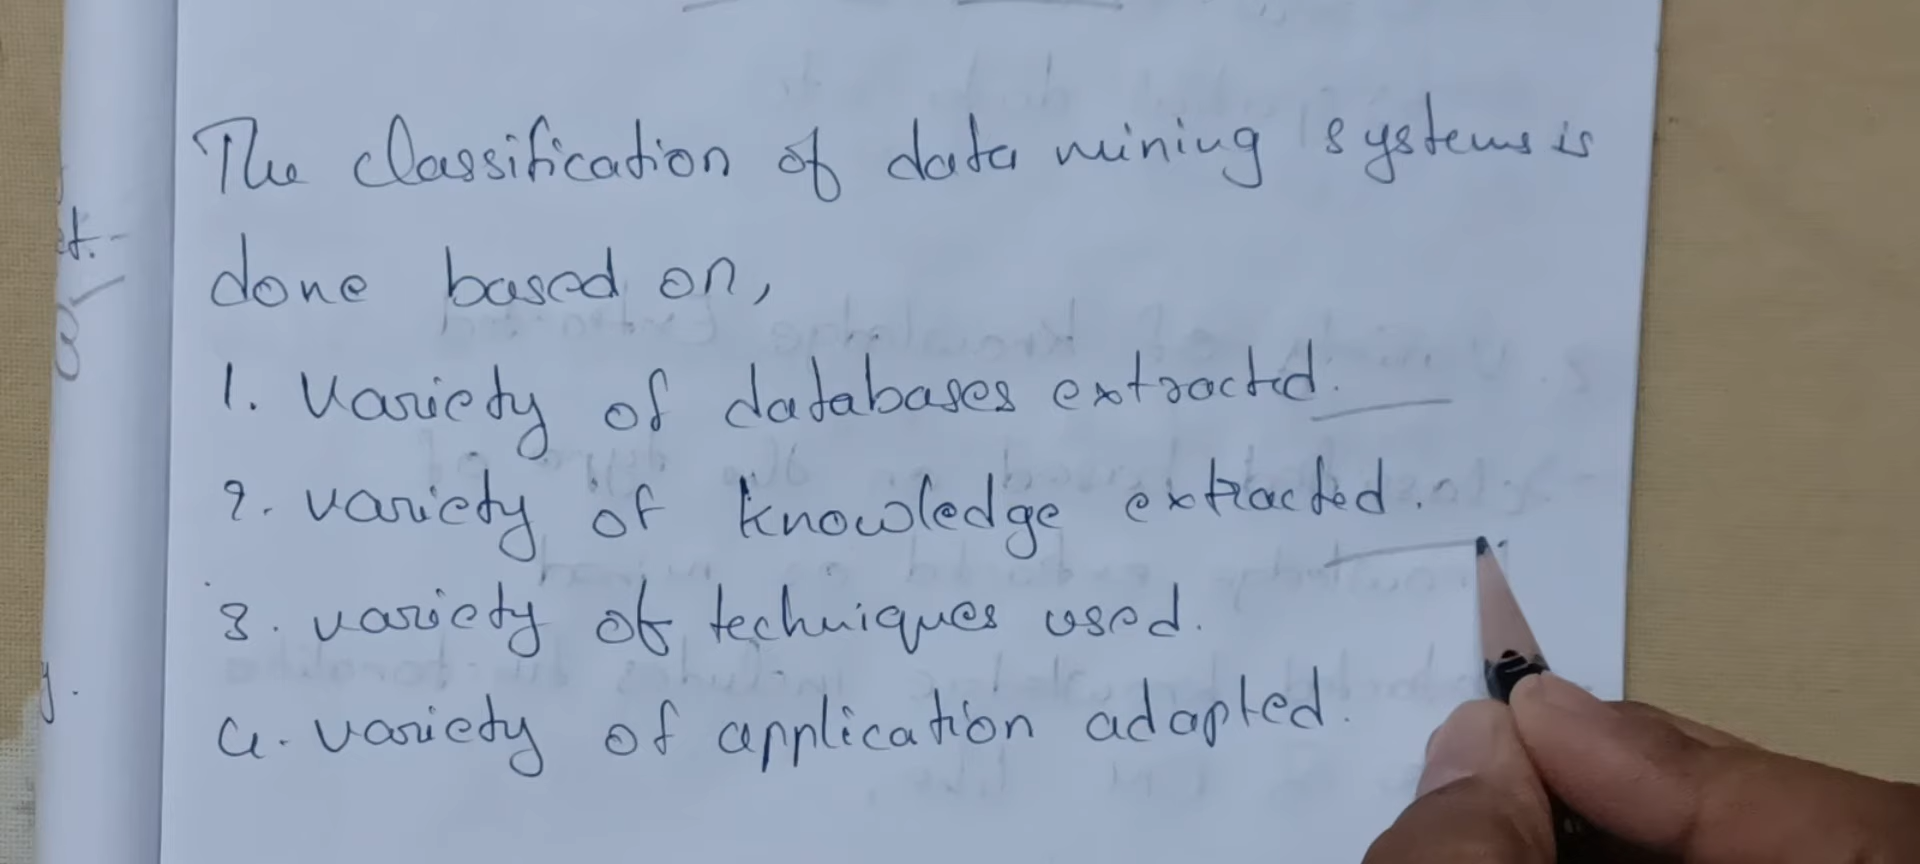 The classification of data mining systems is
done based on,
1. Variety of databases extracted.
2. variety of knowledge extracted.
3. variety of techniques used.
4. variety of application adapted.